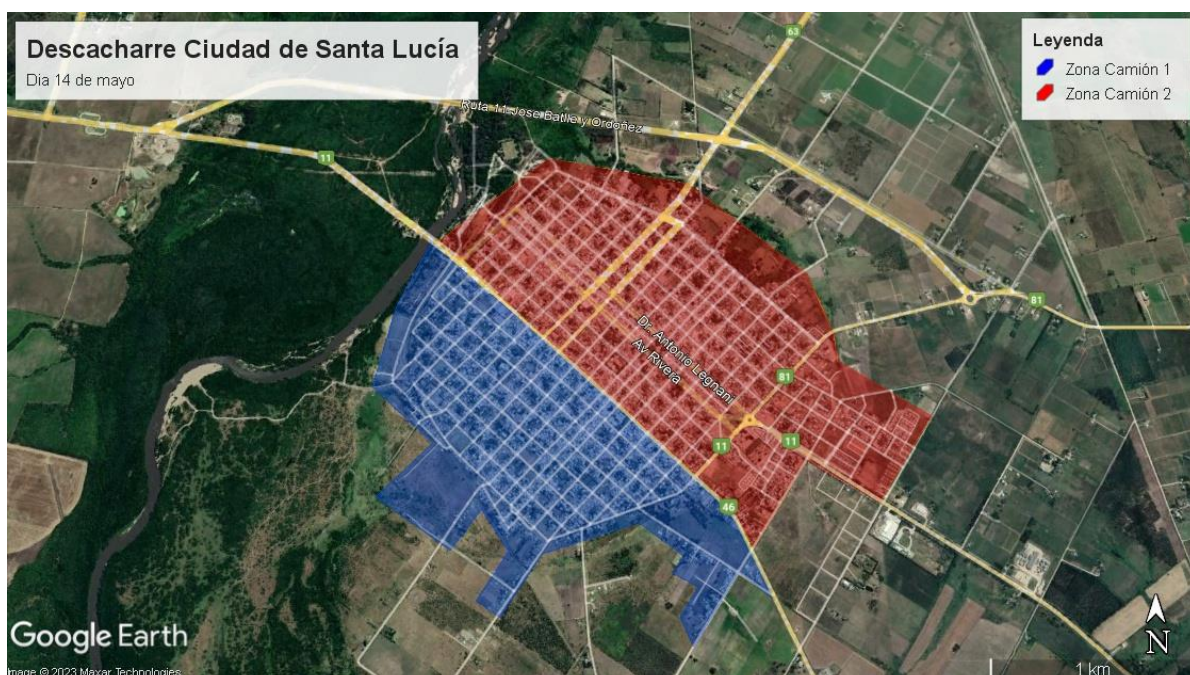 Descacharre Ciudad de Santa Lucía
Dia 14 de mayo
Leyenda
Zona Camión 1
Zona Camión 2
63
Ruta 11 Jose Batlle y Ordoñez
11
81
Dr. Antonio Legnani
Av Rivera
81
11
11
46
Google Earth
Image © 2023 Maxar Technologies
1 km
N